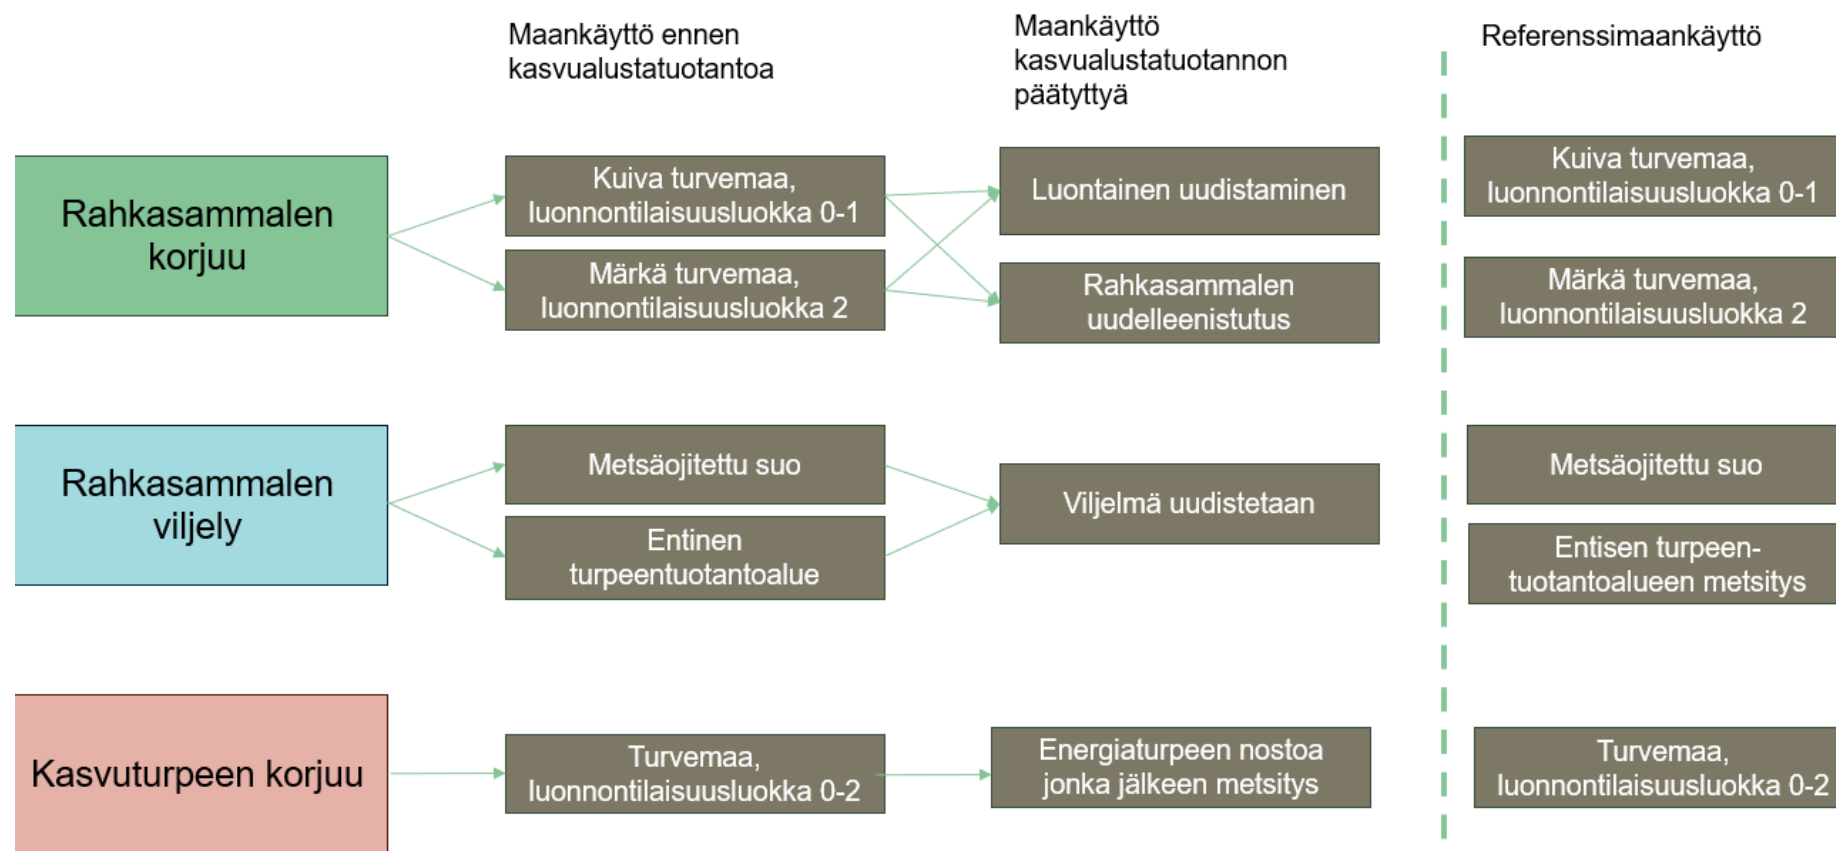 Maankäyttö ennen
kasvualustatuotantoa
Maankäyttö
kasvualustatuotannon
päätyttyä
Referenssimaankäyttö
Rahkasammalen
korjuu
Kuiva turvemaa,
luonnontilaisuusluokka 0-1
Märkä turvemaa,
luonnontilaisuusluokka 2
Luontainen uudistaminen
Rahkasammalen
uudelleenistutus
Kuiva turvemaa,
luonnontilaisuusluokka 0-1
Märkä turvemaa,
luonnontilaisuusluokka 2
Rahkasammalen
viljely
Metsäojitettu suo
Entinen
turpeentuotantoalue
Viljelmä uudistetaan
Metsäojitettu suo
Entisen turpeen-
tuotantoalueen metsitys
Kasvuturpeen korjuu
Turvemaa,
luonnontilaisuusluokka 0-2
Energiaturpeen nostoa
jonka jälkeen metsitys
Turvemaa,
luonnontilaisuusluokka 0-2